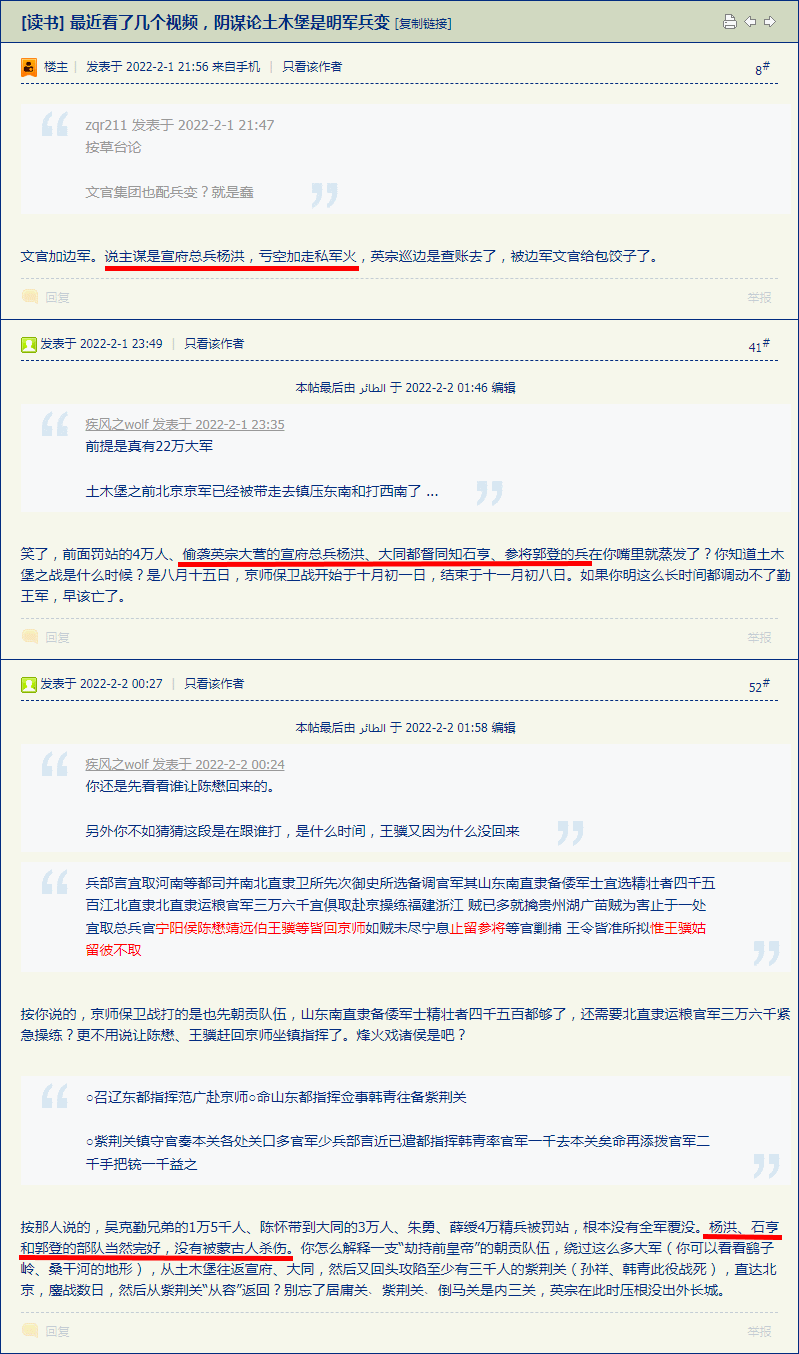 [读书] 最近看了几个视频，阴谋论土木堡是明军兵变 [复制链接]
楼主 | 发表于 2022-2-1 21:56 来自手机 | 只看该作者
8#
zqr211 发表于 2022-2-1 21:47
按草台论
文官集团也配兵变？就是蠢
文官加边军。说主谋是宣府总兵杨洪，亏空加走私军火，英宗巡边是查账去了，被边军文官给包饺子了。
回复
举报
发表于 2022-2-1 23:49 | 只看该作者
41#
本帖最后由 الطائر 于 2022-2-2 01:46 编辑
疾风之wolf 发表于 2022-2-1 23:35
前提是真有22万大军
土木堡之前北京京军已经被带走去镇压东南和打西南了 ...
笑了，前面罚站的4万人、偷袭英宗大营的宣府总兵杨洪、大同都督同知石亨、参将郭登的兵在你嘴里就蒸发了？你知道土木
堡之战是什么时候？是八月十五日，京师保卫战开始于十月初一日，结束于十一月初八日。如果你明这么长时间都调动不了勤
王军，早该亡了。
回复
举报
发表于 2022-2-2 00:27 | 只看该作者
52#
本帖最后由 الطائر 于 2022-2-2 01:58 编辑
疾风之wolf 发表于 2022-2-2 00:24
你还是先看看谁让陈懋回来的。
另外你不如猜猜这段是在跟谁打，是什么时间，王骥又因为什么没回来
兵部言宜取河南等都司并南北直隶卫所先次御史所选备调官军其山东南直隶备倭军士宜选精壮者四千五
百江北直隶北直隶运粮官军三万六千宜俱取赴京操练福建浙江 贼已多就擒贵州湖广苗贼为害止于一处
宜取总兵官宁阳侯陈懋靖远伯王骥等皆回京师如贼未尽宁息止留参将等官剿捕 王令皆准所拟惟王骥姑
留彼不取
按你说的，京师保卫战打的是也先朝贡队伍，山东南直隶备倭军士精壮者四千五百都够了，还需要北直隶运粮官军三万六千紧
急操练？更不用说让陈懋、王骥赶回京师坐镇指挥了。烽火戏诸侯是吧？
○召辽东都指挥范广赴京师○命山东都指挥佥事韩青往备紫荆关
○紫荆关镇守官奏本关各处关口多官军少兵部言近已遣都指挥韩青率官军一千去本关矣命再添拨官军二
千手把铳一千益之
按那人说的，吴克勤兄弟的1万5千人、陈怀带到大同的3万人、朱勇、薛绶4万精兵被罚站，根本没有全军覆没。杨洪、石亨
和郭登的部队当然完好，没有被蒙古人杀伤。你怎么解释一支“劫持前皇帝”的朝贡队伍，绕过这么多大军（你可以看看鹞子
岭、桑干河的地形），从土木堡往返宣府、大同，然后又回头攻陷至少有三千人的紫荆关（孙祥、韩青此役战死），直达北
京，鏖战数日，然后从紫荆关“从容”返回？别忘了居庸关、紫荆关、倒马关是内三关，英宗在此时压根没出外长城。
回复
举报